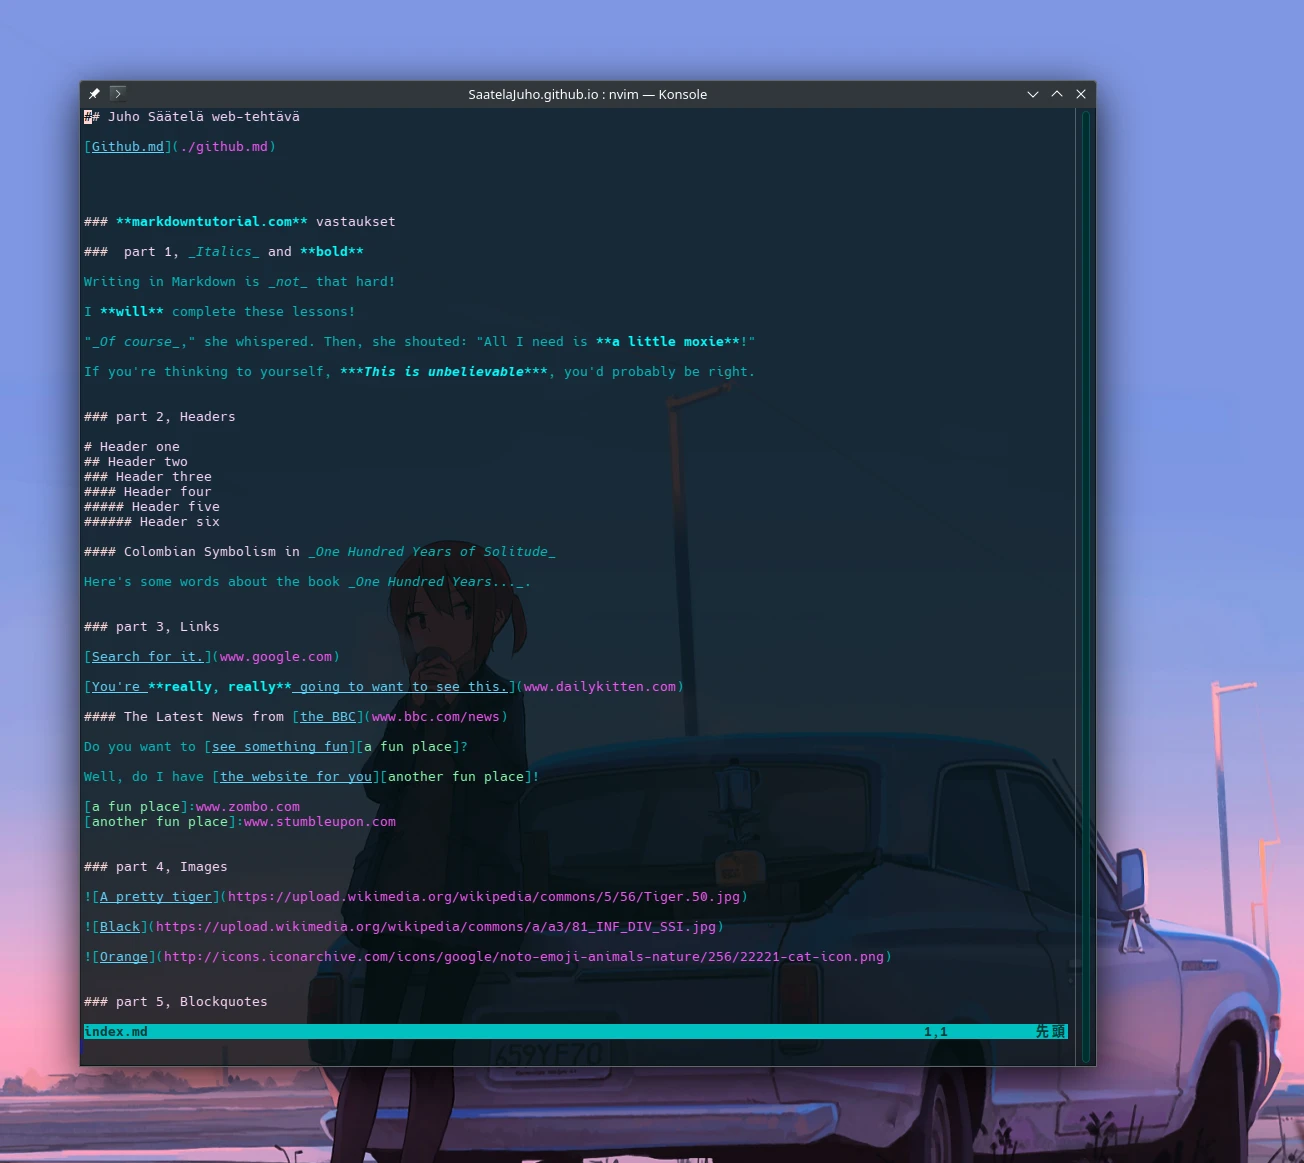 SaatelaJuho.github.io : nvim — Konsole
## Juho Säätelä web-tehtävä
[Github.md](./github.md)
### **markdowntutorial.com** vastaukset
###  part 1, _Italics_ and **bold**
Writing in Markdown is _not_ that hard!
I **will** complete these lessons!
"_Of course_," she whispered. Then, she shouted: "All I need is **a little moxie**!"
If you're thinking to yourself, ***This is unbelievable***, you'd probably be right.
### part 2, Headers
# Header one
## Header two
### Header three
#### Header four
##### Header five
###### Header six
#### Colombian Symbolism in _One Hundred Years of Solitude_
Here's some words about the book _One Hundred Years..._.
### part 3, Links
[Search for it.](www.google.com)
[You're **really, really** going to want to see this.](www.dailykitten.com)
#### The Latest News from [the BBC](www.bbc.com/news)
Do you want to [see something fun][a fun place]?
Well, do I have [the website for you][another fun place]!
[a fun place]:www.zombo.com
[another fun place]:www.stumbleupon.com
### part 4, Images
![A pretty tiger](https://upload.wikimedia.org/wikipedia/commons/5/56/Tiger.50.jpg)
![Black](https://upload.wikimedia.org/wikipedia/commons/a/a3/81_INF_DIV_SSI.jpg)
![Orange](http://icons.iconarchive.com/icons/google/noto-emoji-animals-nature/256/22221-cat-icon.png)
### part 5, Blockquotes
index.md 1,1 先頭
659YF70